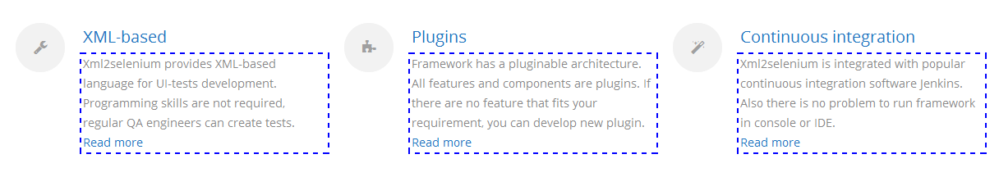 XML-based
Xml2selenium provides XML-based
language for UI-tests development.
Programming skills are not required,
regular QA engineers can create tests.
Read more
Plugins
Framework has a pluginable architecture.
All features and components are plugins. If
there are no feature that fits your
requirement, you can develop new plugin.
Read more
Continuous integration
Xml2selenium is integrated with popular
continuous integration software Jenkins.
Also there is no problem to run framework
in console or IDE.
Read more